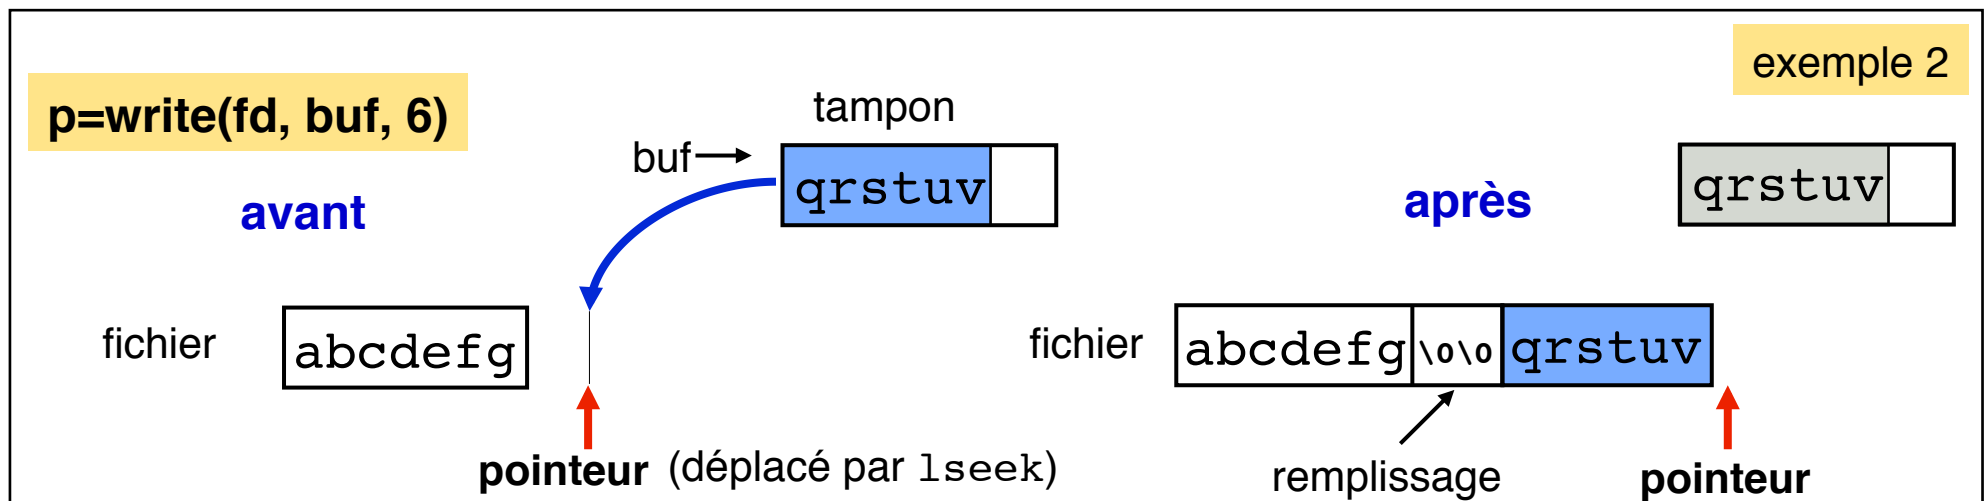 exemple 2
p=write(fd, buf, 6)
tampon
buf
qrstuv
qrstuv
avant
après
fichier
abcdefg
fichier
abcdefg
\0\0
qrstuv
pointeur (déplacé par lseek)
remplissage
pointeur